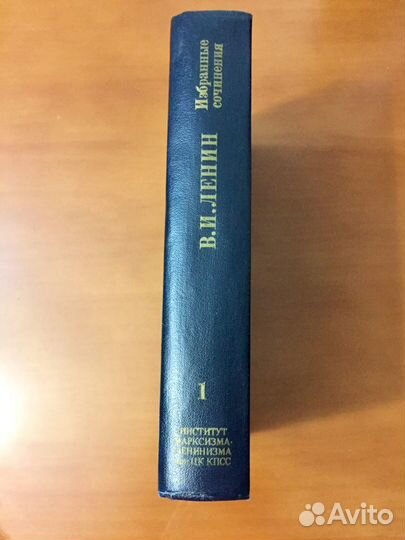 В.И.ЛЕНИН
Избранные
сочинения
1
ИНСТИТУТ
МАРКСИЗМА-
ЛЕНИНИЗМА
ЦК КПСС
Avito